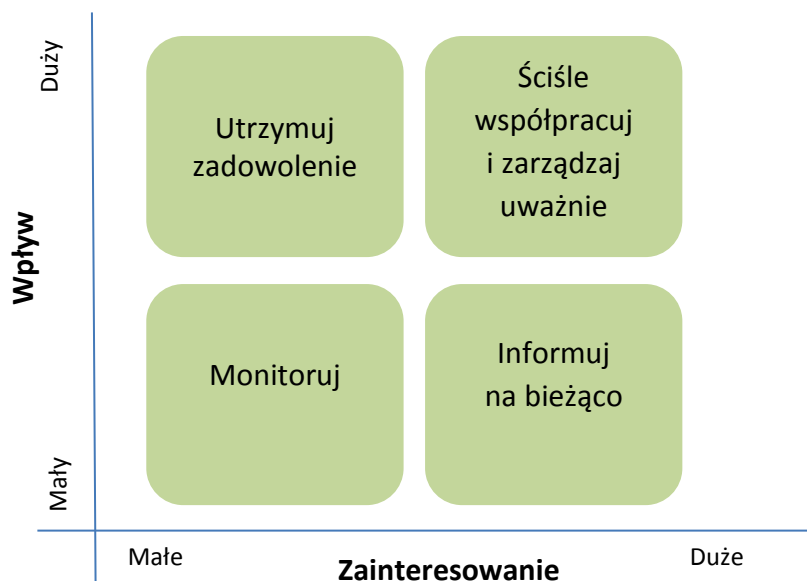 Duży
Utrzymuj
zadowolenie
Ściśle
współpracuj
i zarządzaj
uważnie
Wpływ
Monitoruj
Informuj
na bieżąco
Mały
Małe
Zainteresowanie
Duże